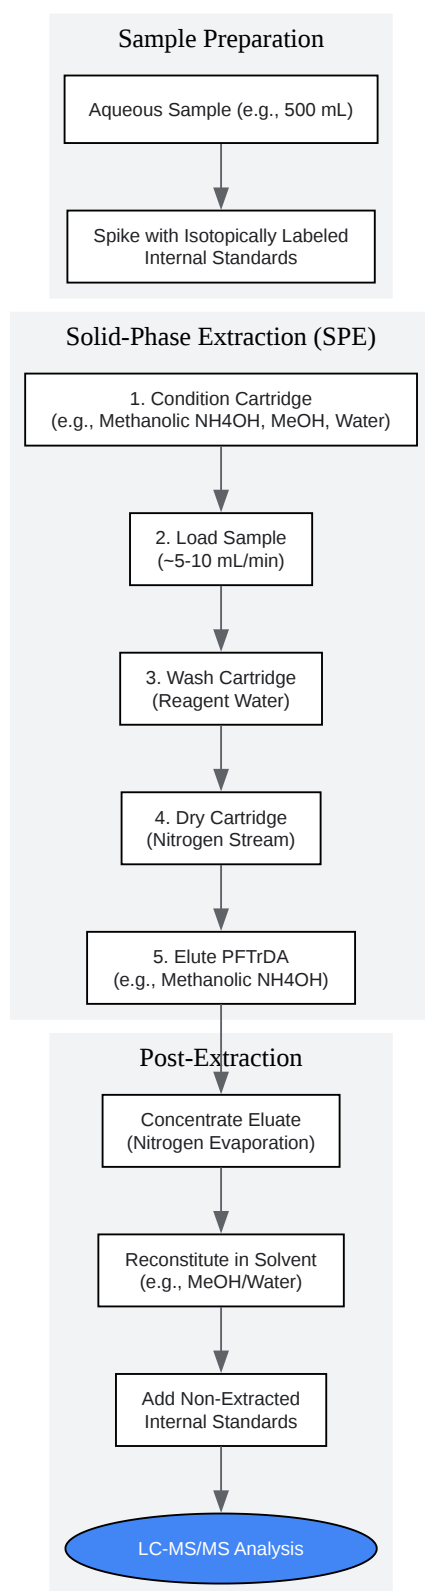 Sample Preparation
Aqueous Sample (e.g., 500 mL)
Spike with Isotopically Labeled
Internal Standards
Solid-Phase Extraction (SPE)
1. Condition Cartridge
(e.g., Methanolic NH4OH, MeOH, Water)
2. Load Sample
(~5-10 mL/min)
3. Wash Cartridge
(Reagent Water)
4. Dry Cartridge
(Nitrogen Stream)
5. Elute PFTrDA
(e.g., Methanolic NH4OH)
Post-Extraction
Concentrate Eluate
(Nitrogen Evaporation)
Reconstitute in Solvent
(e.g., MeOH/Water)
Add Non-Extracted
Internal Standards
LC-MS/MS Analysis